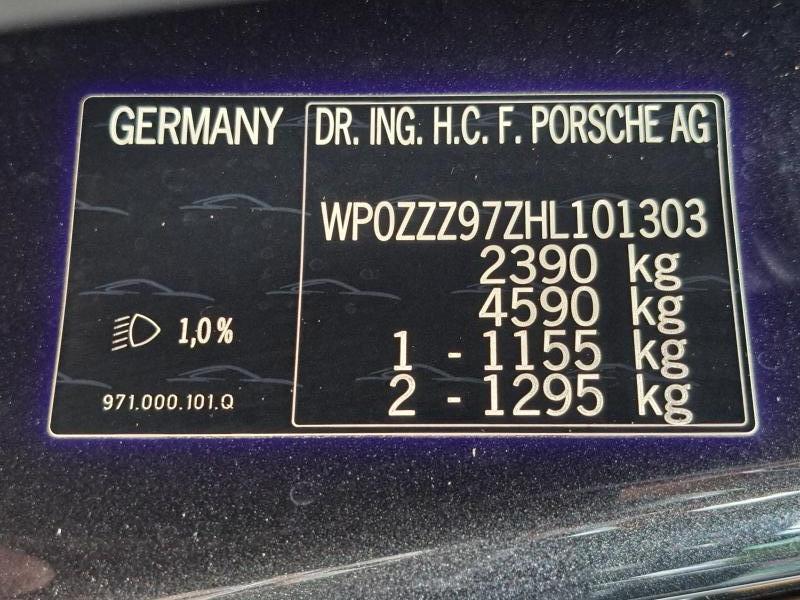 GERMANY
DR. ING. H.C. F. PORSCHE AG
WP0ZZZ97ZHL101303
2390 kg
4590 kg
1 - 1155 kg
2 - 1295 kg
1,0%
971.000.101.Q